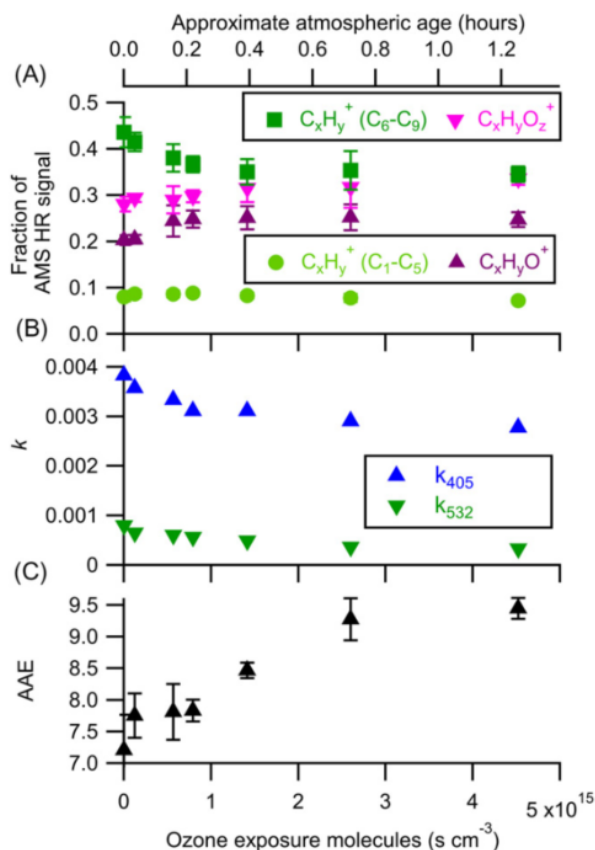 Approximate atmospheric age (hours)
0.0 0.2 0.4 0.6 0.8 1.0 1.2
(A)
0.5
0.4
0.3
0.2
0.1
0.0
Fraction of
AMS HR signal
CxHy+ (C6-C9) CxHyOz+
CxHy+ (C1-C5) CxHyO+
(B)
0.004
0.003
0.002
0.001
0
k
k405
k532
(C)
9.5
9.0
8.5
8.0
7.5
7.0
AAE
0 1 2 3 4 5 x10^15
Ozone exposure molecules (s cm-3)